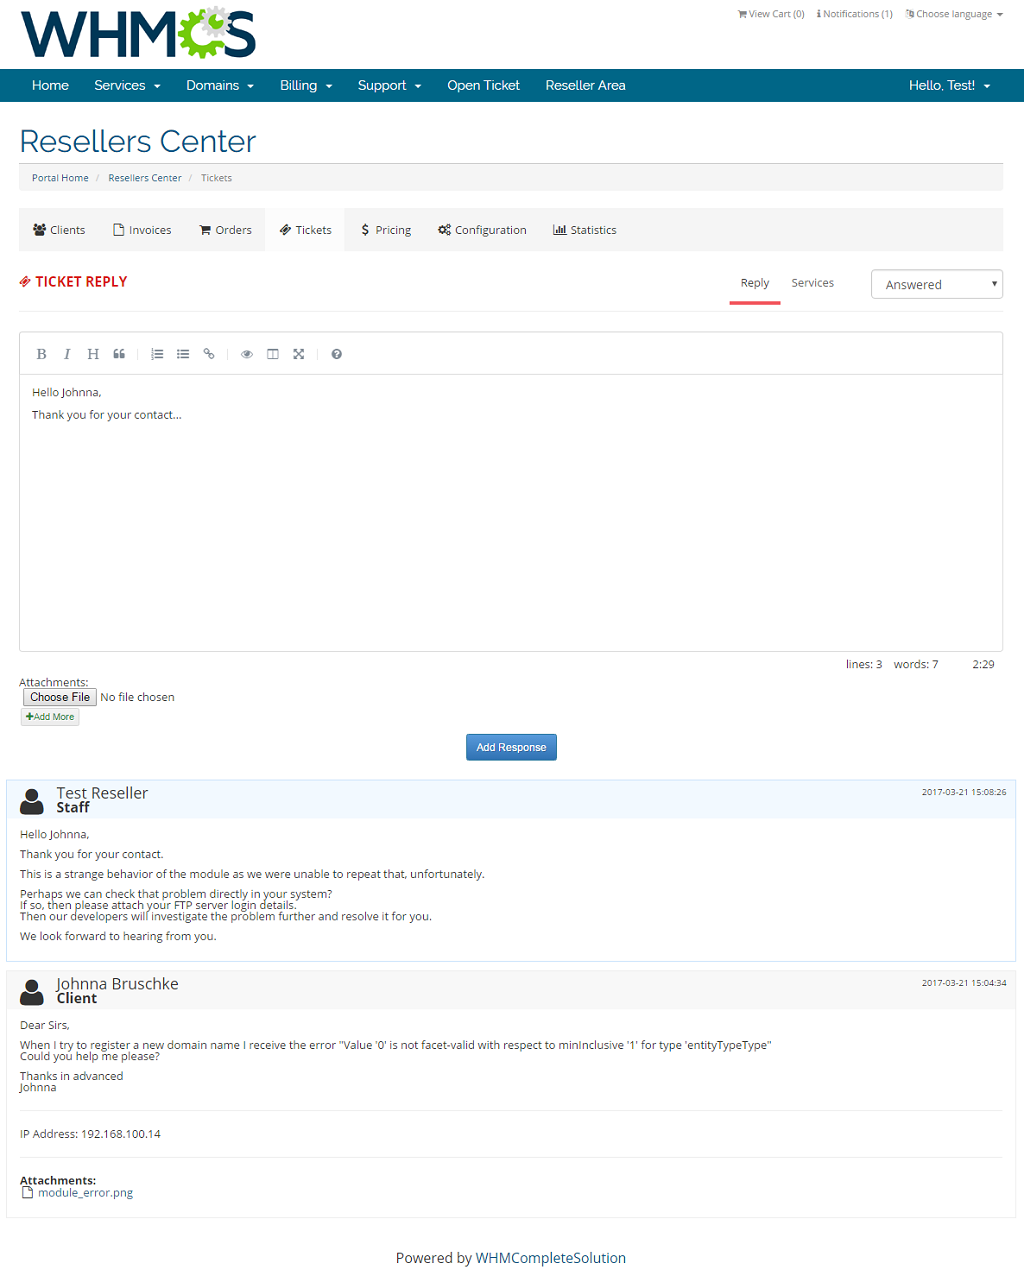 WHMCS
View Cart (0) Notifications (1) Choose language
Home Services Domains Billing Support Open Ticket Reseller Area Hello, Test!
Resellers Center
Portal Home / Resellers Center / Tickets
Clients Invoices Orders Tickets $ Pricing Configuration Statistics
TICKET REPLY
Reply Services Answered
B I H
Hello Johnna,
Thank you for your contact...
lines: 3 words: 7 2:29
Attachments:
Choose File No file chosen
+Add More
Add Response
Test Reseller 2017-03-21 15:08:26
Staff
Hello Johnna,
Thank you for your contact.
This is a strange behavior of the module as we were unable to repeat that, unfortunately.
Perhaps we can check that problem directly in your system?
If so, then please attach your FTP server login details.
Then our developers will investigate the problem further and resolve it for you.
We look forward to hearing from you.
Johnna Bruschke 2017-03-21 15:04:34
Client
Dear Sirs,
When I try to register a new domain name I receive the error "Value '0' is not facet-valid with respect to minInclusive '1' for type 'entityTypeType"
Could you help me please?
Thanks in advanced
Johnna
IP Address: 192.168.100.14
Attachments:
module_error.png
Powered by WHMCompleteSolution